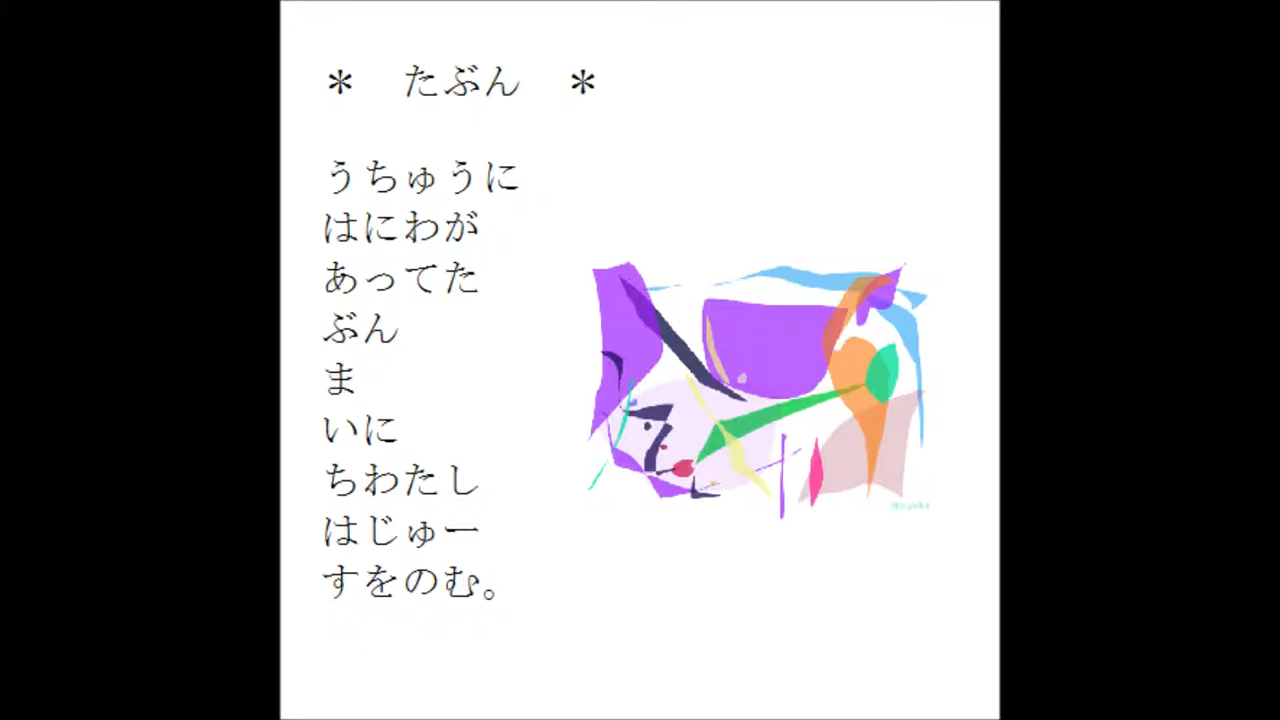 ＊　たぶん　＊
うちゅうに
はにわが
あってた
ぶん
ま
いに
ちわたし
はじゅー
すをのむ。